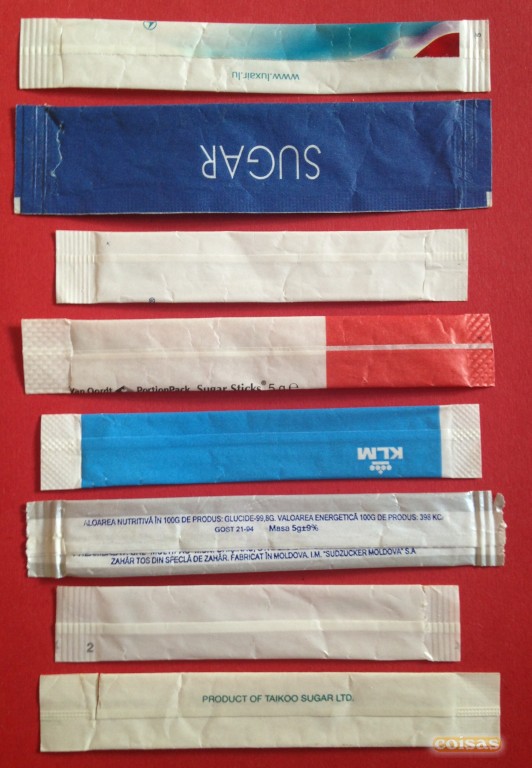 www.luxair.lu
SUGAR
Van Oordt PortionPack Sugar Sticks® 5 g e
KLM
ALOAREA NUTRITIVĂ ÎN 100G DE PRODUS: GLUCIDE-99,8G. VALOAREA ENERGETICĂ 100G DE PRODUS: 398 KC
GOST 21-94 Masa 5g±9%
ZAHĂR TOS DIN SPECLĂ DE ZAHĂR. FABRICAT ÎN MOLDOVA. I.M. "SUDZUCKER MOLDOVA" S.A
2
PRODUCT OF TAIKOO SUGAR LTD.
coisas